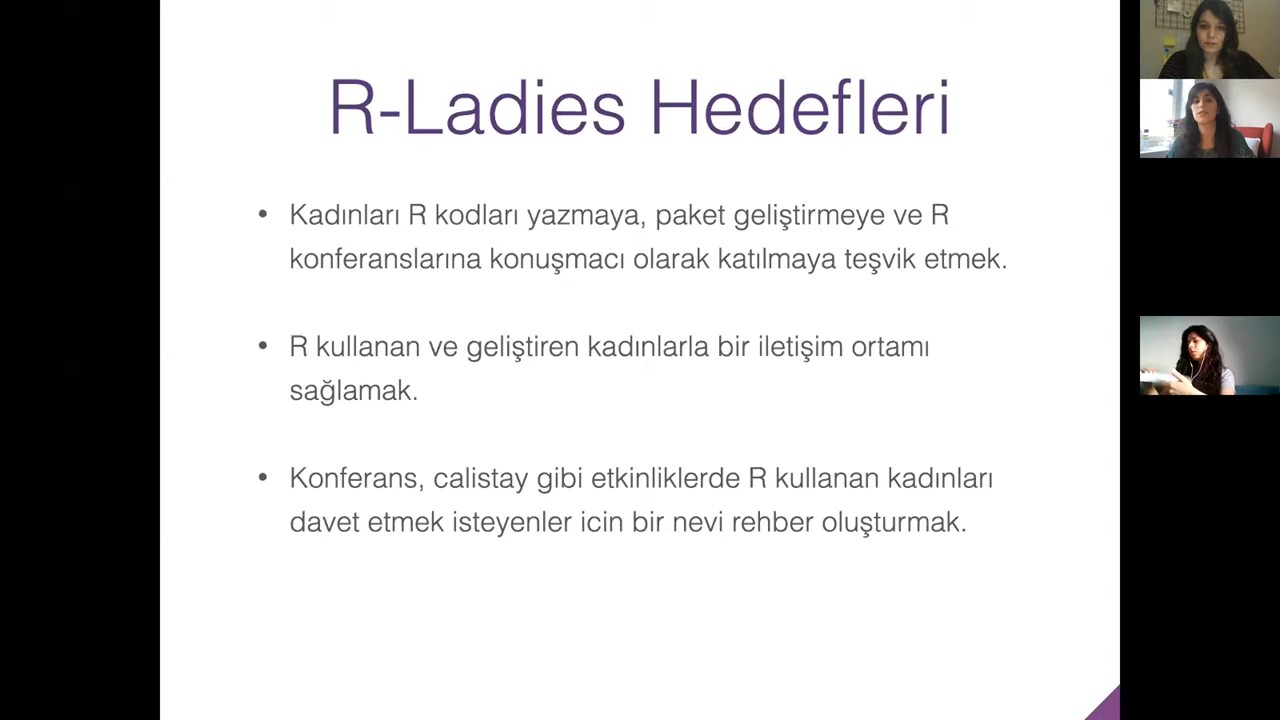 R-Ladies Hedefleri
• Kadınları R kodları yazmaya, paket geliştirmeye ve R
konferanslarına konuşmacı olarak katılmaya teşvik etmek.
• R kullanan ve geliştiren kadınlarla bir iletişim ortamı
sağlamak.
• Konferans, calistay gibi etkinliklerde R kullanan kadınları
davet etmek isteyenler icin bir nevi rehber oluşturmak.